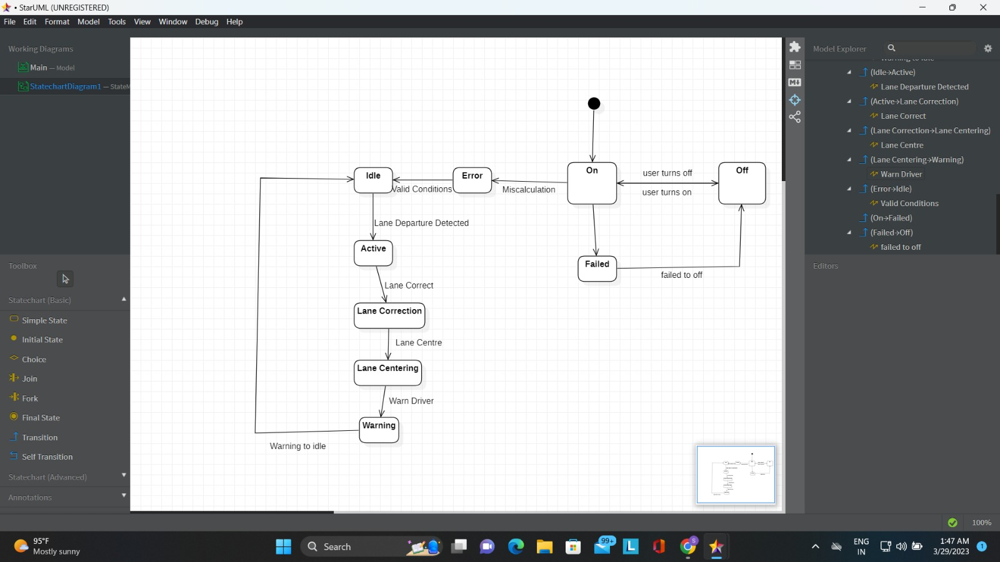 • StarUML (UNREGISTERED)
File Edit Format Model Tools View Window Debug Help
Working Diagrams
Main — Model
StatechartDiagram1 — StateM
Toolbox
Statechart (Basic)
Simple State
Initial State
Choice
Join
Fork
Final State
Transition
Self Transition
Statechart (Advanced)
Annotations
On
user turns off
user turns on
Off
Idle
Valid Conditions
Error
Miscalculation
Lane Departure Detected
Active
Failed
failed to off
Lane Correct
Lane Correction
Lane Centre
Lane Centering
Warn Driver
Warning
Warning to idle
M
Model Explorer
(Idle→Active)
Lane Departure Detected
(Active→Lane Correction)
Lane Correct
(Lane Correction→Lane Centering)
Lane Centre
(Lane Centering→Warning)
Warn Driver
(Error→Idle)
Valid Conditions
(On→Failed)
(Failed→Off)
failed to off
Editors
100%
95°F
Mostly sunny
Search
99+
L
S
ENG
IN
1:47 AM
3/29/2023
1